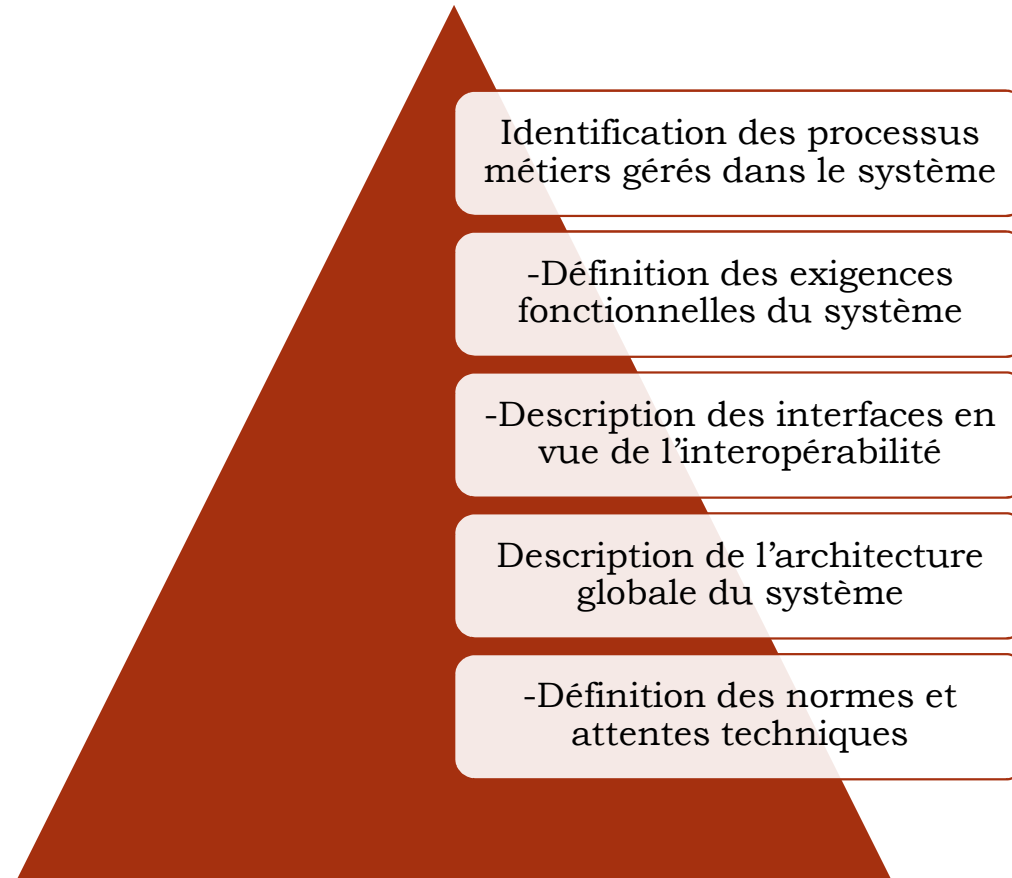 Identification des processus
métiers gérés dans le système
-Définition des exigences
fonctionnelles du système
-Description des interfaces en
vue de l’interopérabilité
Description de l’architecture
globale du système
-Définition des normes et
attentes techniques